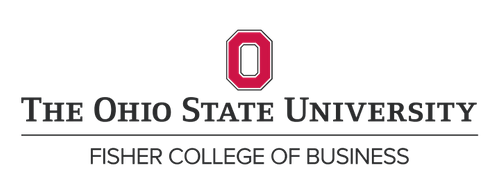 O
THE OHIO STATE UNIVERSITY
FISHER COLLEGE OF BUSINESS